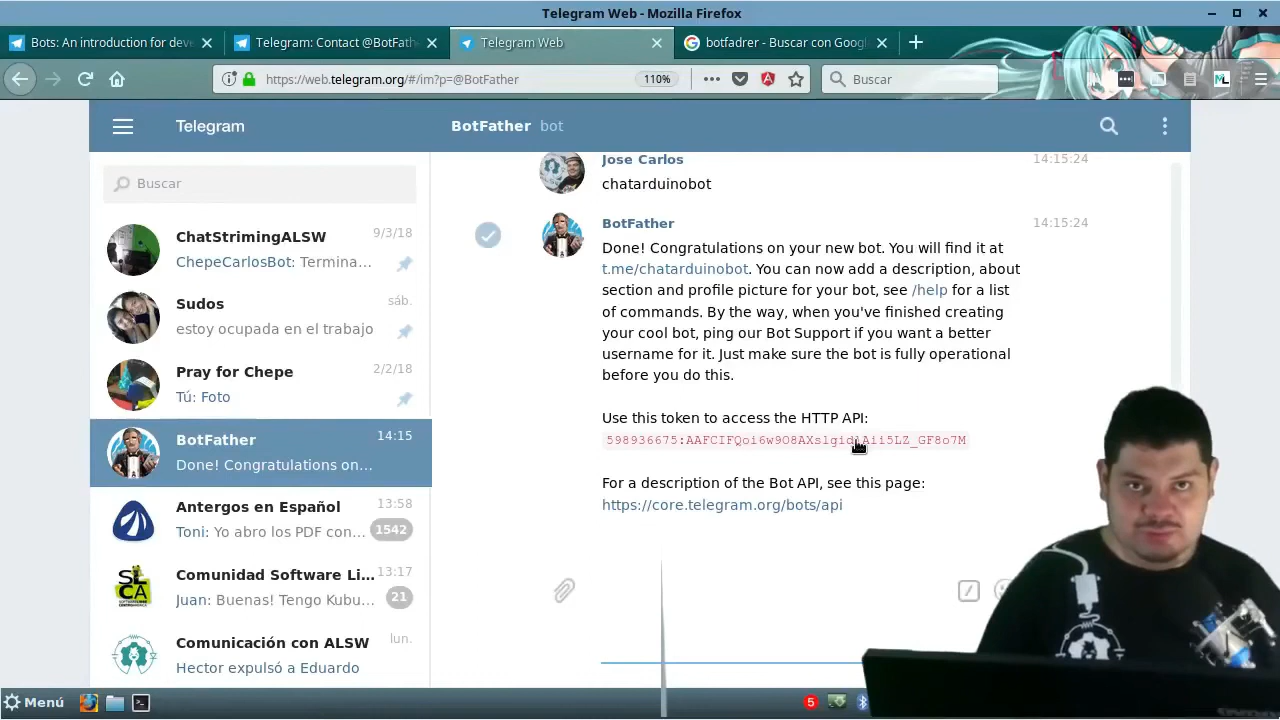 Telegram Web - Mozilla Firefox
Bots: An introduction for deve
Telegram: Contact @BotFath
Telegram Web
botfadrer - Buscar con Googl
https://web.telegram.org/#/im?p=@BotFather
110%
Buscar
Telegram
BotFather bot
Buscar
ChatStrimingALSW 9/3/18
ChepeCarlosBot: Termina...
Sudos sáb.
estoy ocupada en el trabajo
Pray for Chepe 2/2/18
Tú: Foto
BotFather 14:15
Done! Congratulations on...
Antergos en Español 13:58
Toni: Yo abro los PDF con... 1542
Comunidad Software Li... 13:17
Juan: Buenas! Tengo Kubu... 21
Comunicación con ALSW lun.
Hector expulsó a Eduardo
Jose Carlos 14:15:24
chatarduinobot
BotFather 14:15:24
Done! Congratulations on your new bot. You will find it at
t.me/chatarduinobot. You can now add a description, about
section and profile picture for your bot, see /help for a list
of commands. By the way, when you've finished creating
your cool bot, ping our Bot Support if you want a better
username for it. Just make sure the bot is fully operational
before you do this.
Use this token to access the HTTP API:
For a description of the Bot API, see this page:
https://core.telegram.org/bots/api
Menú
5